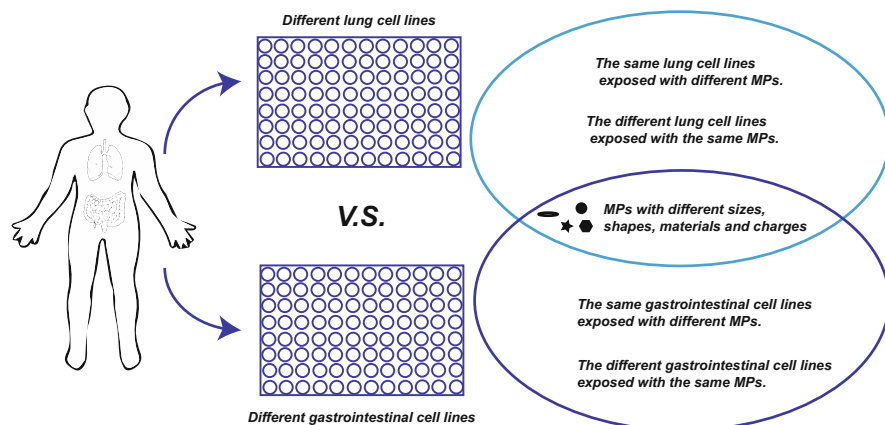 Different lung cell lines
The same lung cell lines
exposed with different MPs.
The different lung cell lines
exposed with the same MPs.
V.S.
MPs with different sizes,
shapes, materials and charges
The same gastrointestinal cell lines
exposed with different MPs.
The different gastrointestinal cell lines
exposed with the same MPs.
Different gastrointestinal cell lines